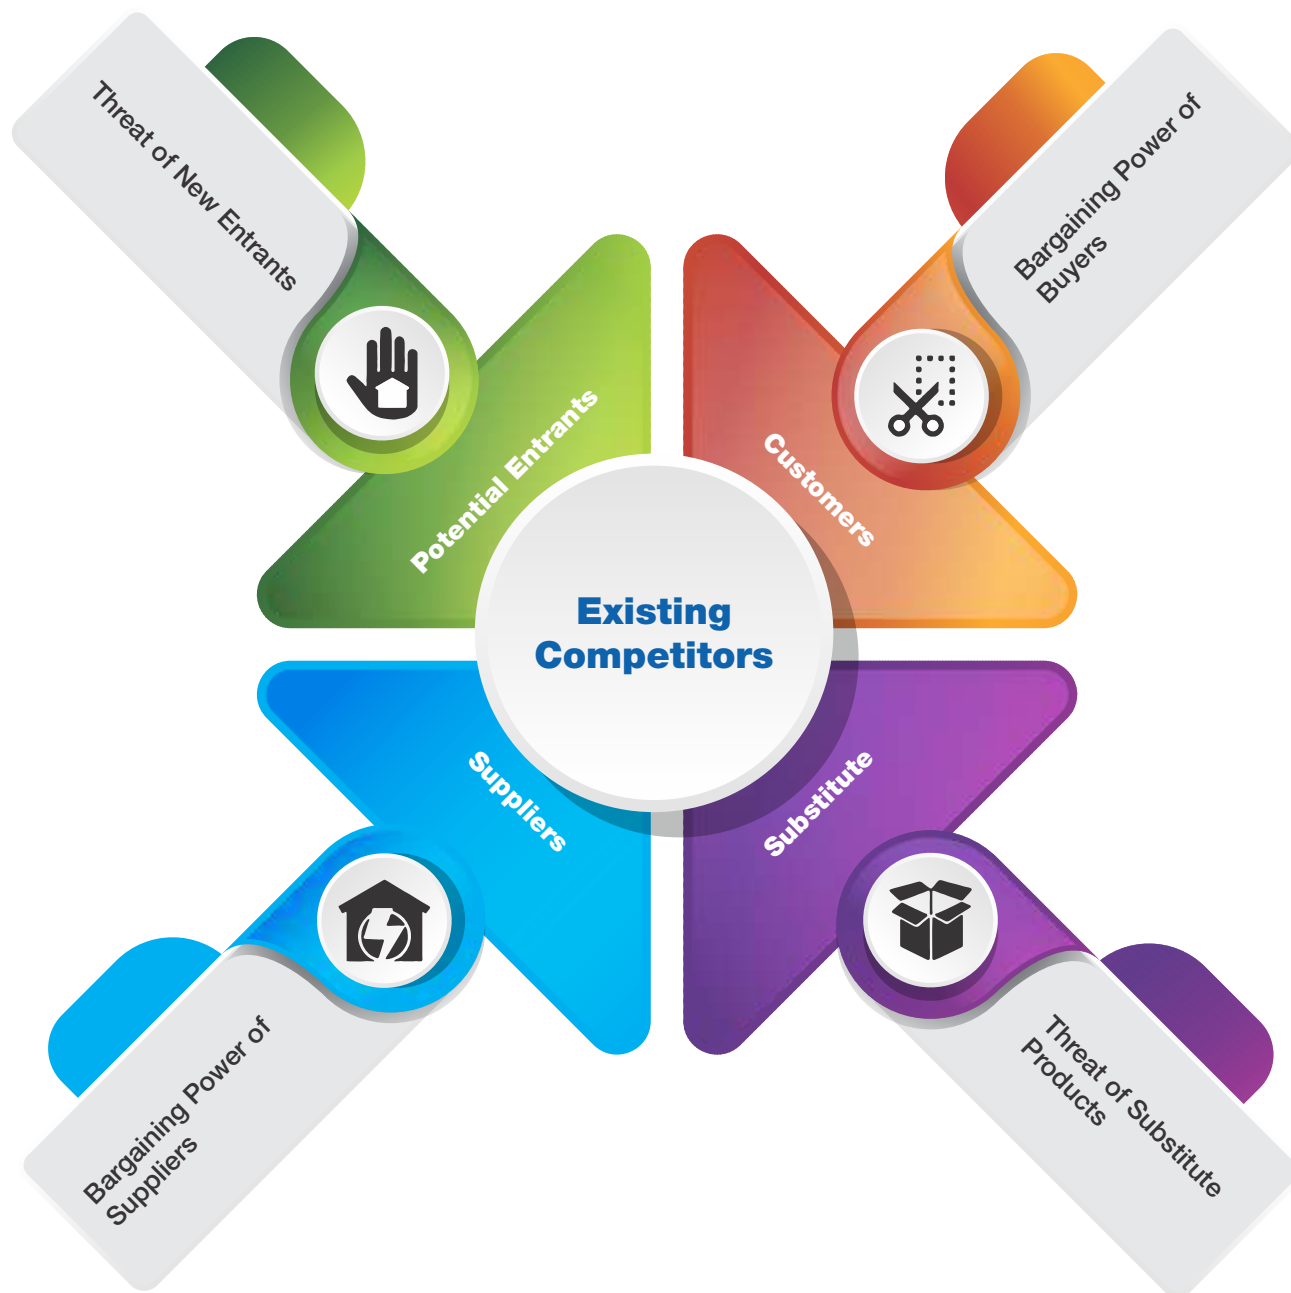 Threat of New Entrants
Bargaining Power of
Buyers
Potential Entrants
Customers
Existing
Competitors
Suppliers
Substitute
Bargaining Power of
Suppliers
Threat of Substitute
Products